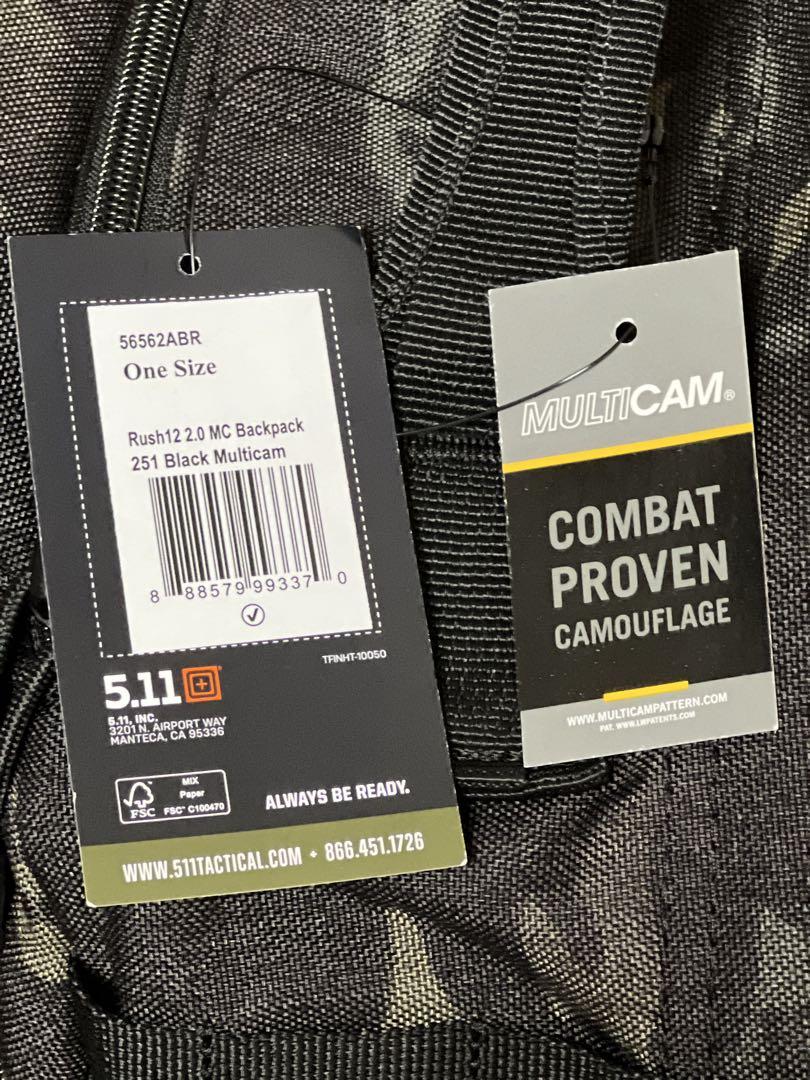 56562ABR
One Size
Rush12 2.0 MC Backpack
251 Black Multicam
8 88579 99337 0
TFINHT-10050
5.11
5.11, INC.
3201 N. AIRPORT WAY
MANTECA, CA 95336
FSC
MIX
Paper
FSC™ C100470
ALWAYS BE READY.
WWW.511TACTICAL.COM • 866.451.1726
MULTICAM®
COMBAT
PROVEN
CAMOUFLAGE
WWW.MULTICAMPATTERN.COM
PAT. WWW.LWPATENTS.COM